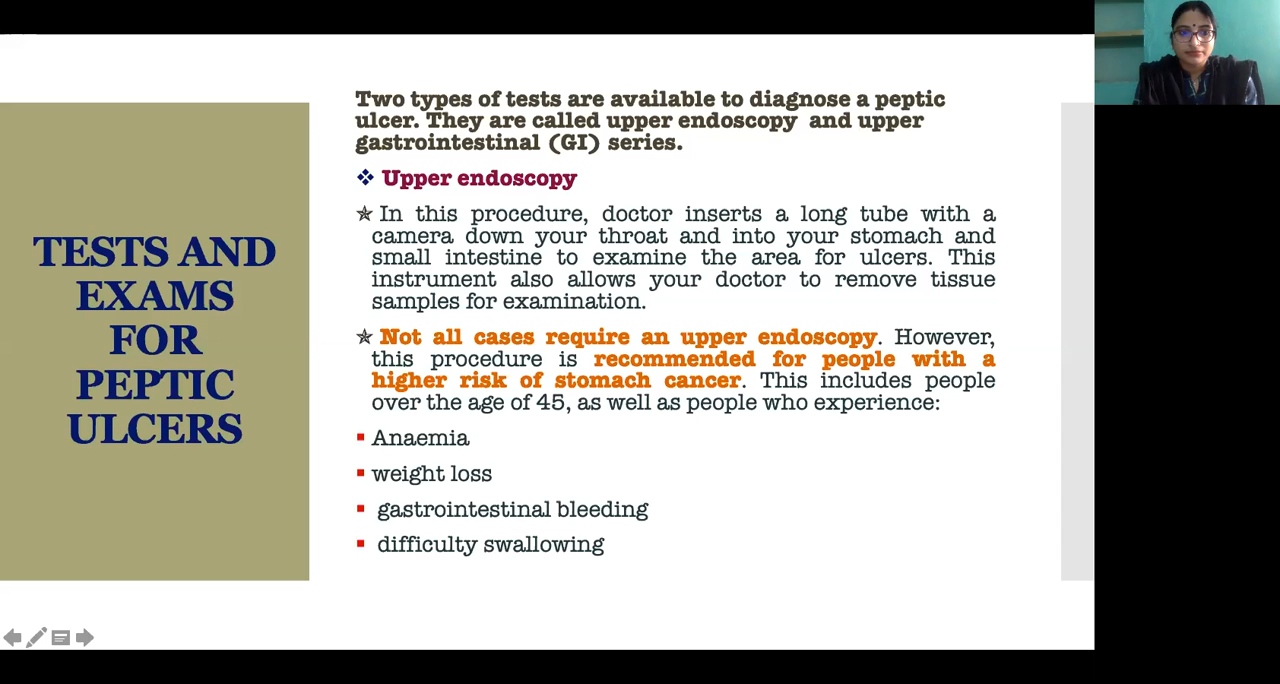 TESTS AND
EXAMS
FOR
PEPTIC
ULCERS
Two types of tests are available to diagnose a peptic
ulcer. They are called upper endoscopy and upper
gastrointestinal (GI) series.
Upper endoscopy
In this procedure, doctor inserts a long tube with a
camera down your throat and into your stomach and
small intestine to examine the area for ulcers. This
instrument also allows your doctor to remove tissue
samples for examination.
Not all cases require an upper endoscopy. However,
this procedure is recommended for people with a
higher risk of stomach cancer. This includes people
over the age of 45, as well as people who experience:
Anaemia
weight loss
gastrointestinal bleeding
difficulty swallowing